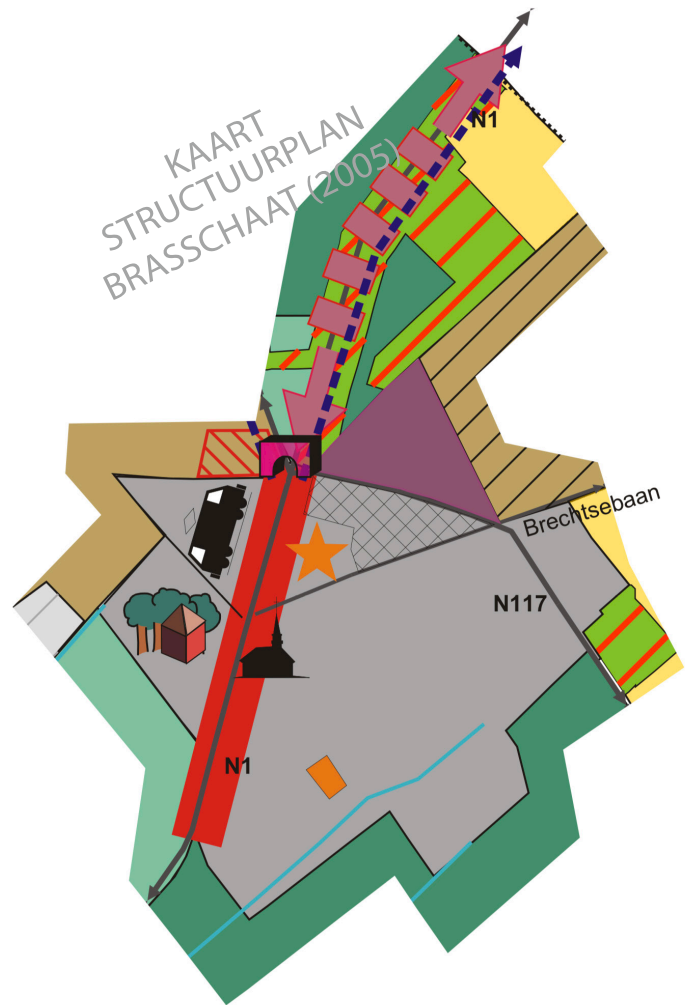 KAART
STRUCTUURPLAN
BRASSCHAAT (2005)
N1
Brechtsebaan
N117
N1